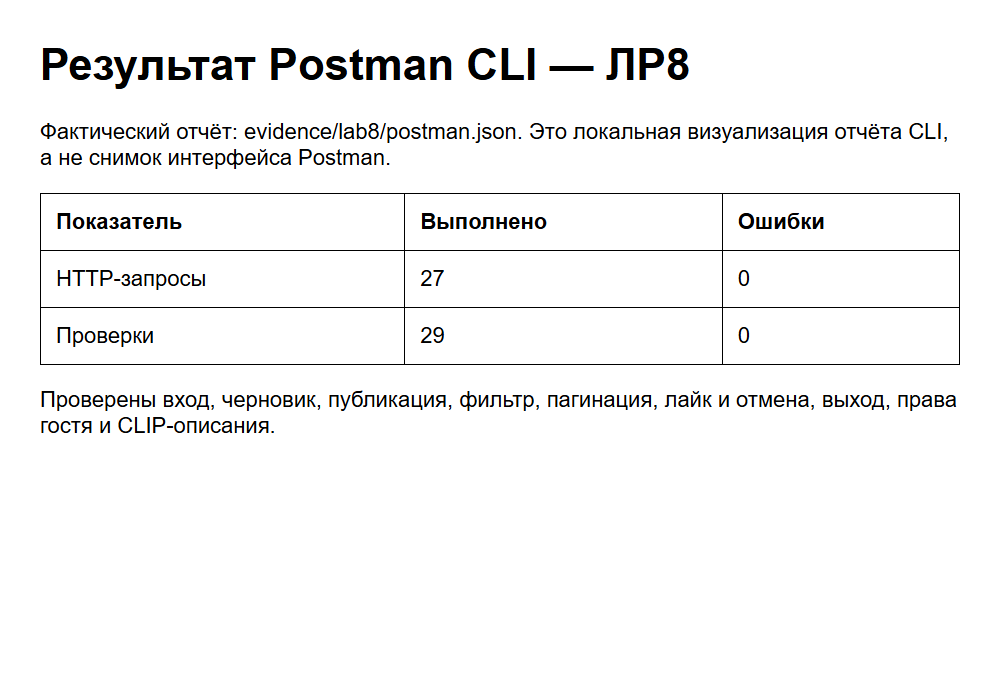 Результат Postman CLI — ЛР8
Фактический отчёт: evidence/lab8/postman.json. Это локальная визуализация отчёта CLI,
а не снимок интерфейса Postman.
Показатель Выполнено Ошибки
HTTP-запросы 27 0
Проверки 29 0
Проверены вход, черновик, публикация, фильтр, пагинация, лайк и отмена, выход, права
гостя и CLIP-описания.